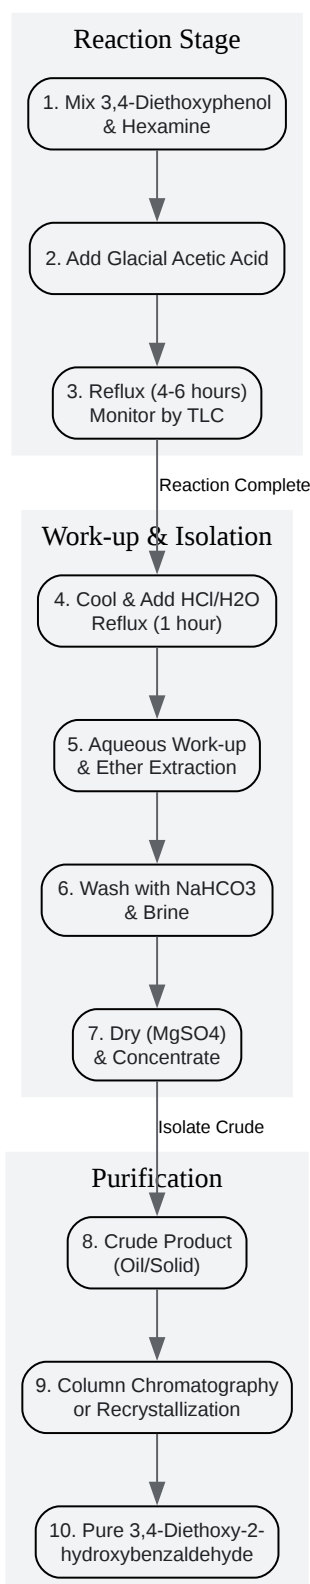 Reaction Stage
1. Mix 3,4-Diethoxyphenol
& Hexamine
2. Add Glacial Acetic Acid
3. Reflux (4-6 hours)
Monitor by TLC
Reaction Complete
Work-up & Isolation
4. Cool & Add HCl/H2O
Reflux (1 hour)
5. Aqueous Work-up
& Ether Extraction
6. Wash with NaHCO3
& Brine
7. Dry (MgSO4)
& Concentrate
Isolate Crude
Purification
8. Crude Product
(Oil/Solid)
9. Column Chromatography
or Recrystallization
10. Pure 3,4-Diethoxy-2-
hydroxybenzaldehyde